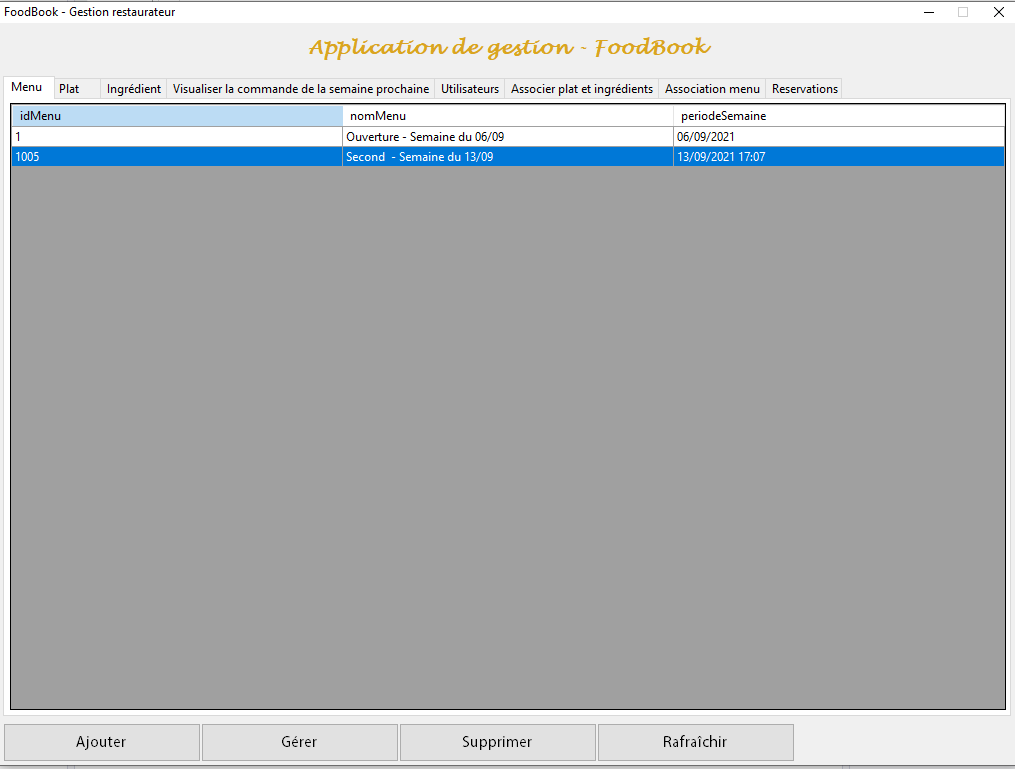 FoodBook - Gestion restaurateur
Application de gestion - FoodBook
Menu Plat Ingrédient Visualiser la commande de la semaine prochaine Utilisateurs Associer plat et ingrédients Association menu Reservations
idMenu nomMenu periodeSemaine
1 Ouverture - Semaine du 06/09 06/09/2021
1005 Second - Semaine du 13/09 13/09/2021 17:07
Ajouter Gérer Supprimer Rafraîchir